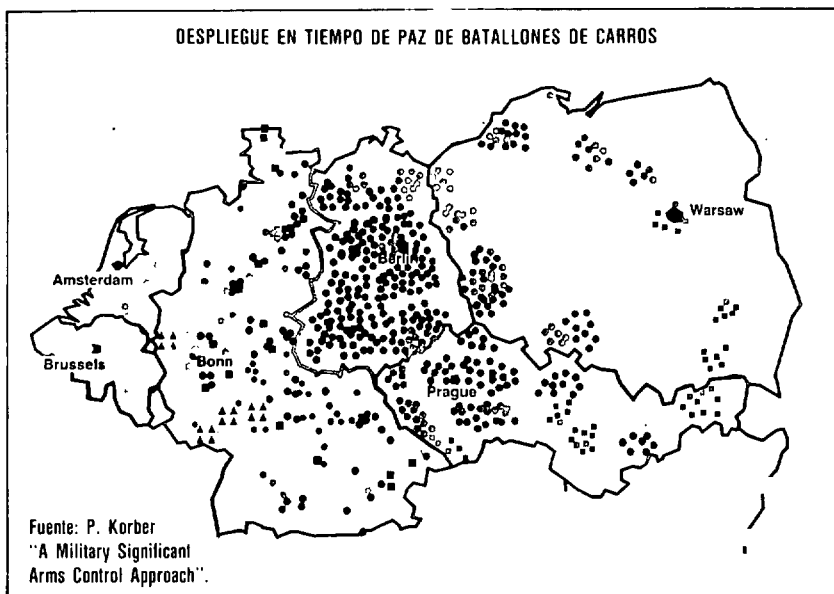 DESPLIEGUE EN TIEMPO DE PAZ DE BATALLONES DE CARROS
Warsaw
Berlin
Amsterdam
Brussels
Bonn
Prague
Fuente: P. Korber
"A Military Significant
Arms Control Approach".